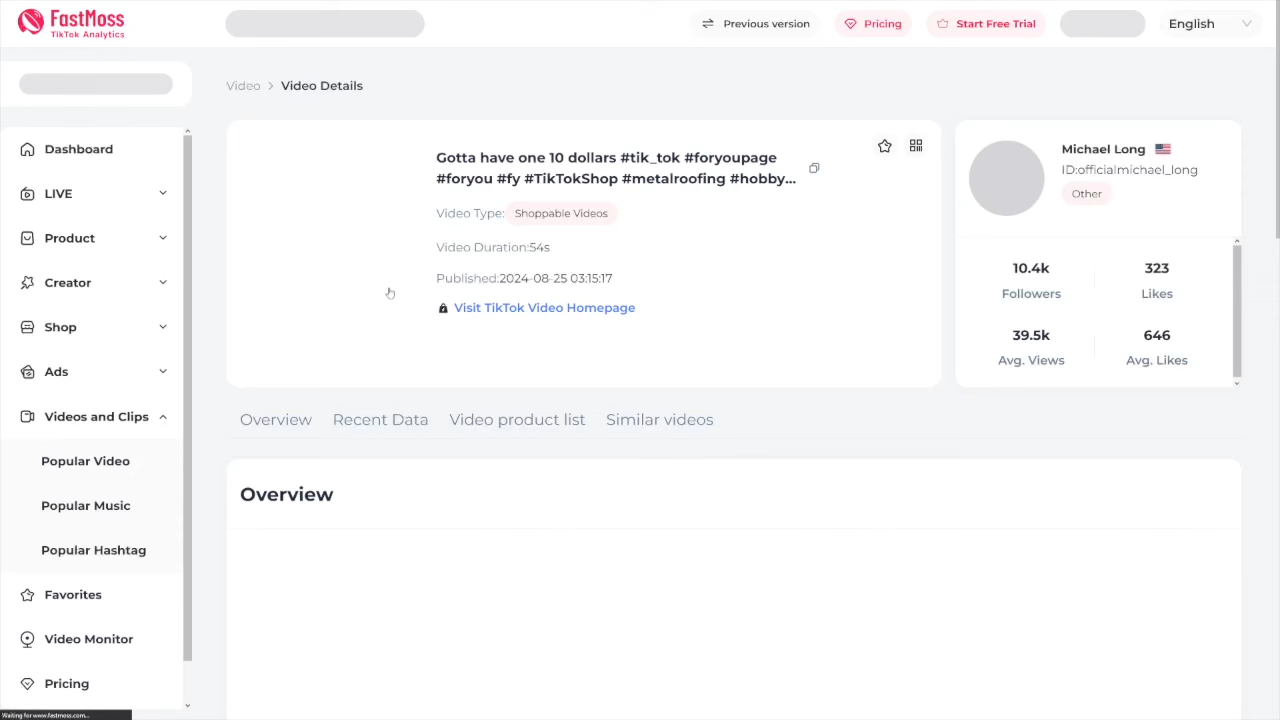 FastMoss
TikTok Analytics
Previous version
Pricing
Start Free Trial
English
Video > Video Details
Dashboard
LIVE
Product
Creator
Shop
Ads
Videos and Clips
Popular Video
Popular Music
Popular Hashtag
Favorites
Video Monitor
Pricing
Gotta have one 10 dollars #tik_tok #foryoupage
#foryou #fy #TikTokShop #metalroofing #hobby...
Video Type: Shoppable Videos
Video Duration:54s
Published:2024-08-25 03:15:17
Visit TikTok Video Homepage
Michael Long
ID:officialmichael_long
Other
10.4k 323
Followers Likes
39.5k 646
Avg. Views Avg. Likes
Overview Recent Data Video product list Similar videos
Overview
Waiting for www.fastmoss.com...